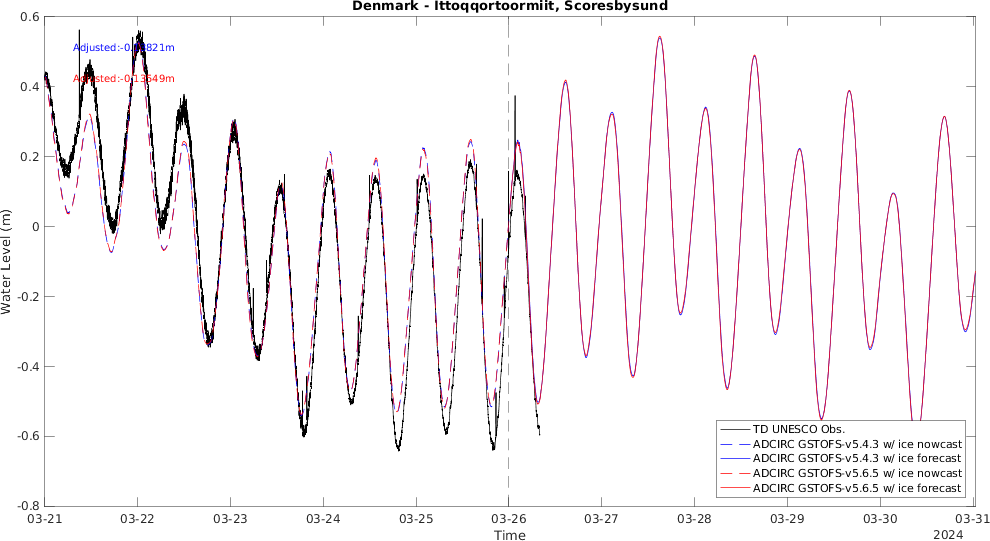 Denmark - Ittoqqortoormiit, Scoresbysund
Water Level (m)
0.6
0.4
0.2
0
-0.2
-0.4
-0.6
-0.8
Adjusted:-0.13649m
TD UNESCO Obs.
ADCIRC GSTOFS-v5.4.3 w/ ice nowcast
ADCIRC GSTOFS-v5.4.3 w/ ice forecast
ADCIRC GSTOFS-v5.6.5 w/ ice nowcast
ADCIRC GSTOFS-v5.6.5 w/ ice forecast
03-21 03-22 03-23 03-24 03-25 03-26 03-27 03-28 03-29 03-30 03-31
Time
2024